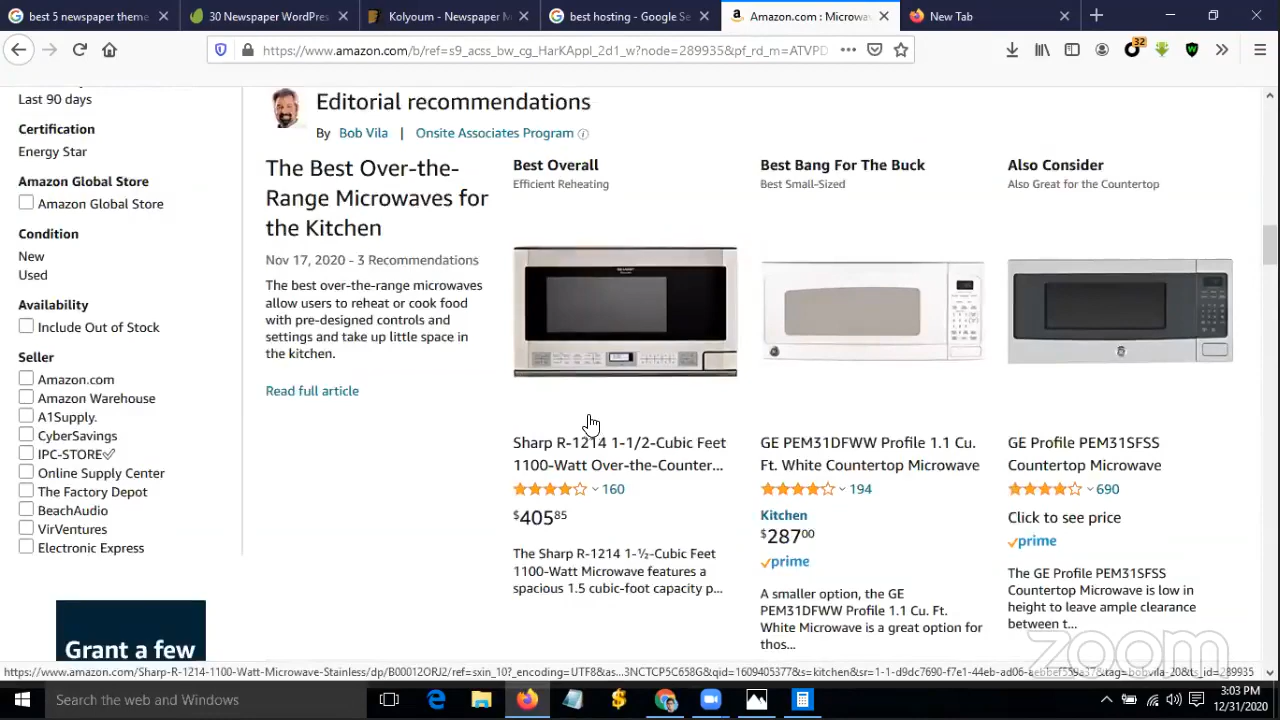 best 5 newspaper theme
30 Newspaper WordPres
Kolyoum - Newspaper M
best hosting - Google Se
Amazon.com : Microwav
New Tab
https://www.amazon.com/b/ref=s9_acss_bw_cg_HarKAppl_2d1_w?node=289935&pf_rd_m=ATVPD
32
Last 90 days
Certification
Energy Star
Amazon Global Store
Amazon Global Store
Condition
New
Used
Availability
Include Out of Stock
Seller
Amazon.com
Amazon Warehouse
A1Supply.
CyberSavings
IPC-STORE✓
Online Supply Center
The Factory Depot
BeachAudio
VirVentures
Electronic Express
Grant a few
Editorial recommendations
By Bob Vila | Onsite Associates Program
The Best Over-the-
Range Microwaves for
the Kitchen
Nov 17, 2020 - 3 Recommendations
The best over-the-range microwaves
allow users to reheat or cook food
with pre-designed controls and
settings and take up little space in
the kitchen.
Read full article
Best Overall
Efficient Reheating
SHARP
Sharp R-1214 1-1/2-Cubic Feet
1100-Watt Over-the-Counter...
160
$405 85
The Sharp R-1214 1-½-Cubic Feet
1100-Watt Microwave features a
spacious 1.5 cubic-foot capacity p...
Best Bang For The Buck
Best Small-Sized
GE PEM31DFWW Profile 1.1 Cu.
Ft. White Countertop Microwave
194
Kitchen
$287 00
prime
A smaller option, the GE
PEM31DFWW Profile 1.1 Cu. Ft.
White Microwave is a great option for
thos...
Also Consider
Also Great for the Countertop
GE Profile PEM31SFSS
Countertop Microwave
690
Click to see price
prime
The GE Profile PEM31SFSS
Countertop Microwave is low in
height to leave ample clearance
between t...
zoom
Search the web and Windows
3:03 PM
12/31/2020